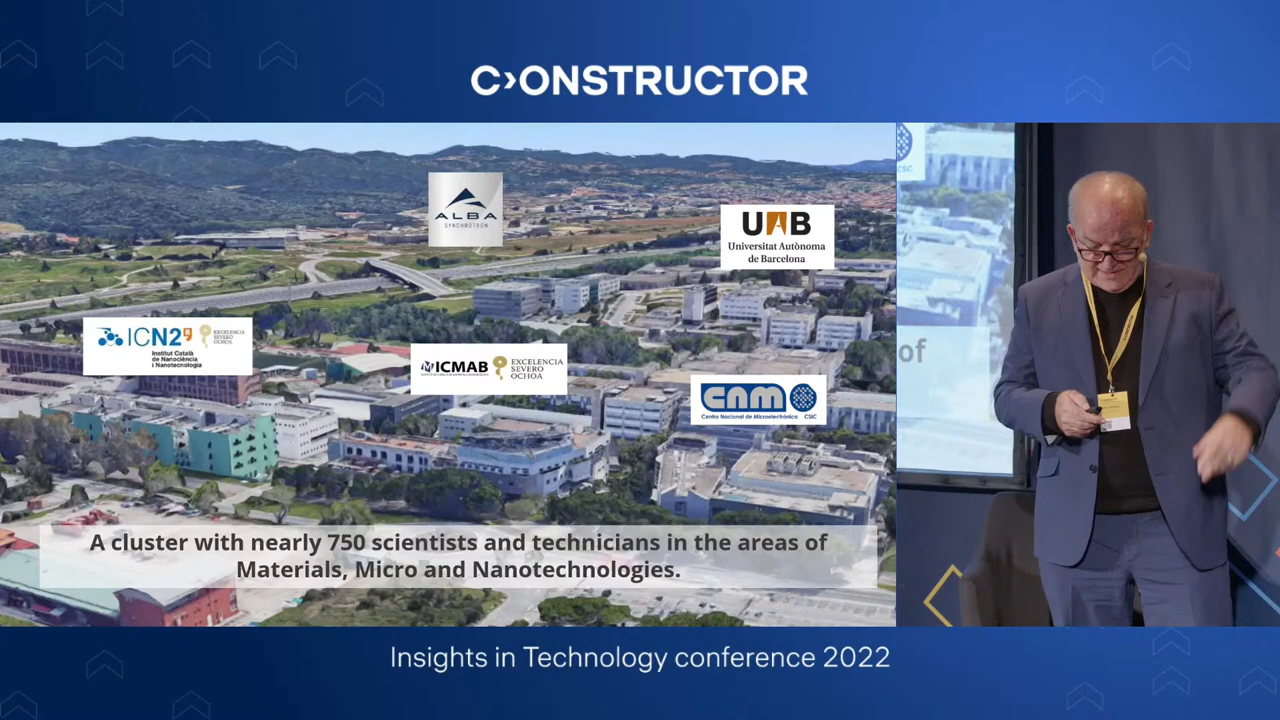 C›ONSTRUCTOR
ALBA
SYNCHROTRON
UAB
Universitat Autònoma
de Barcelona
ICN2
EXCELENCIA
SEVERO
OCHOA
Institut Català
de Nanociència
i Nanotecnologia
ICMAB
EXCELENCIA
SEVERO
OCHOA
cnm
Centro Nacional de Microelectrónica
CSIC
CSIC
of
A cluster with nearly 750 scientists and technicians in the areas of
Materials, Micro and Nanotechnologies.
Insights in Technology conference 2022